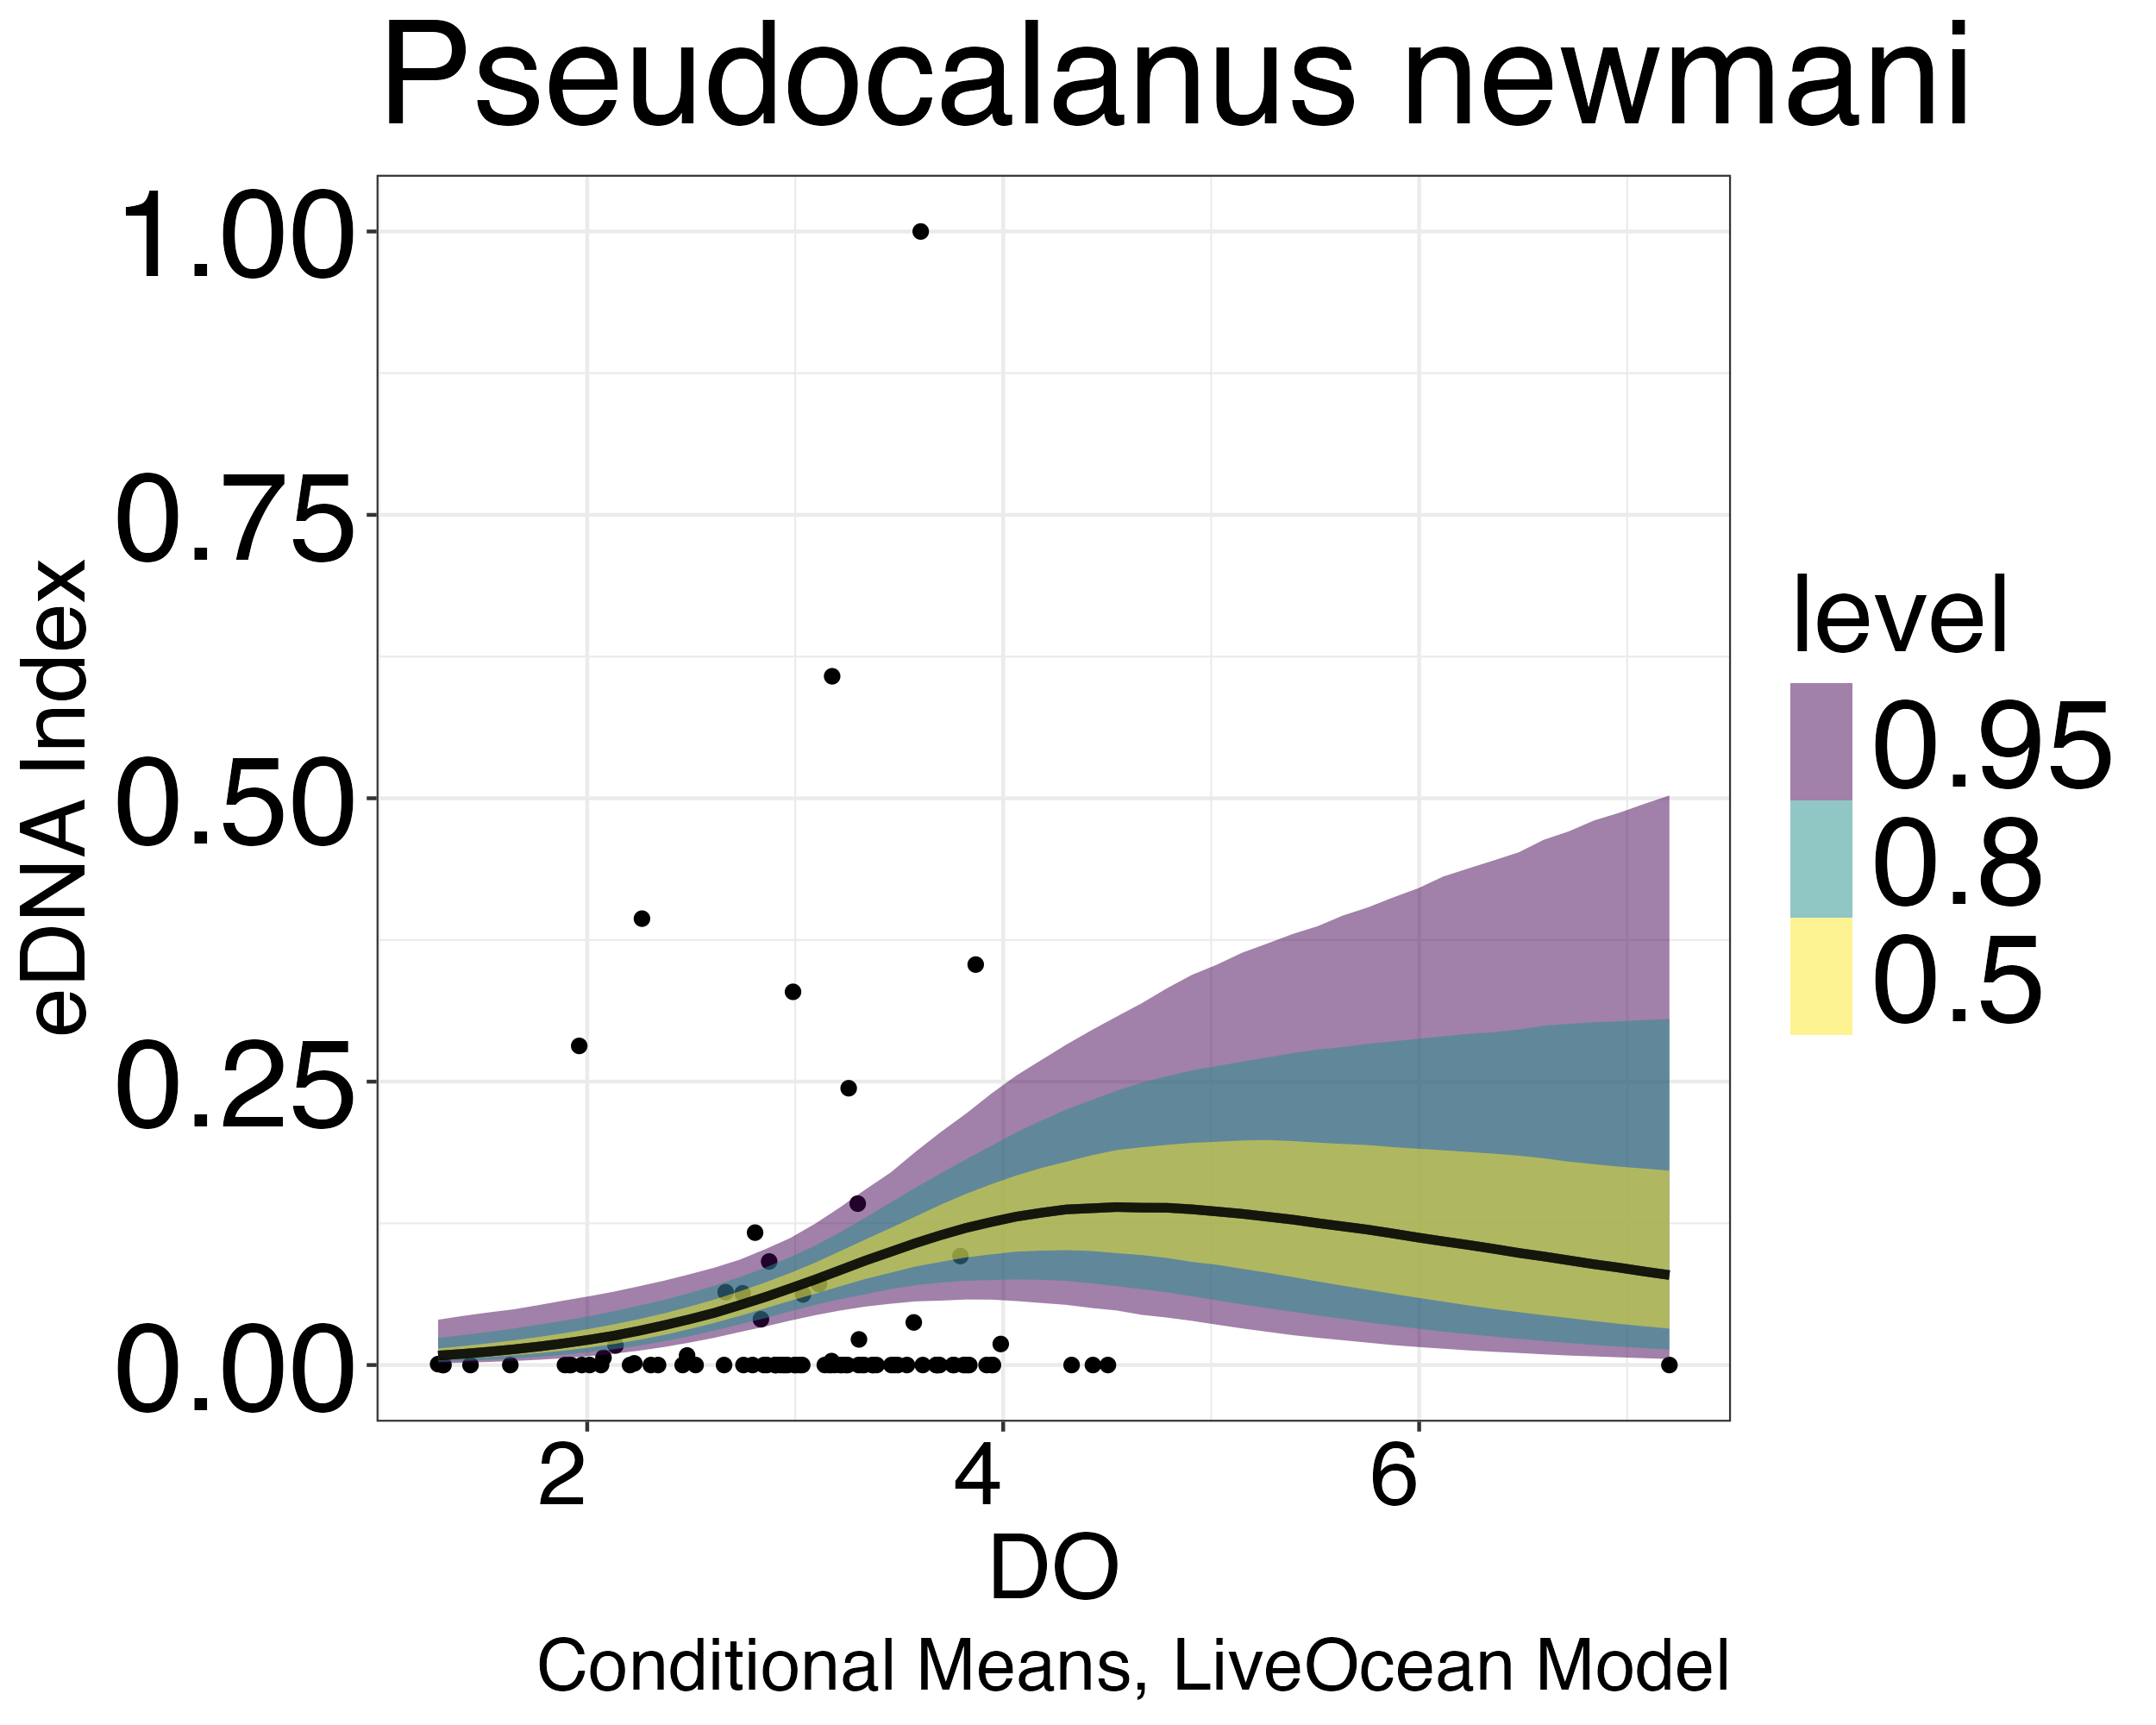 Pseudocalanus newmani
eDNA Index
1.00
0.75
0.50
0.25
0.00
2 4 6
DO
Conditional Means, LiveOcean Model
level
0.95
0.8
0.5